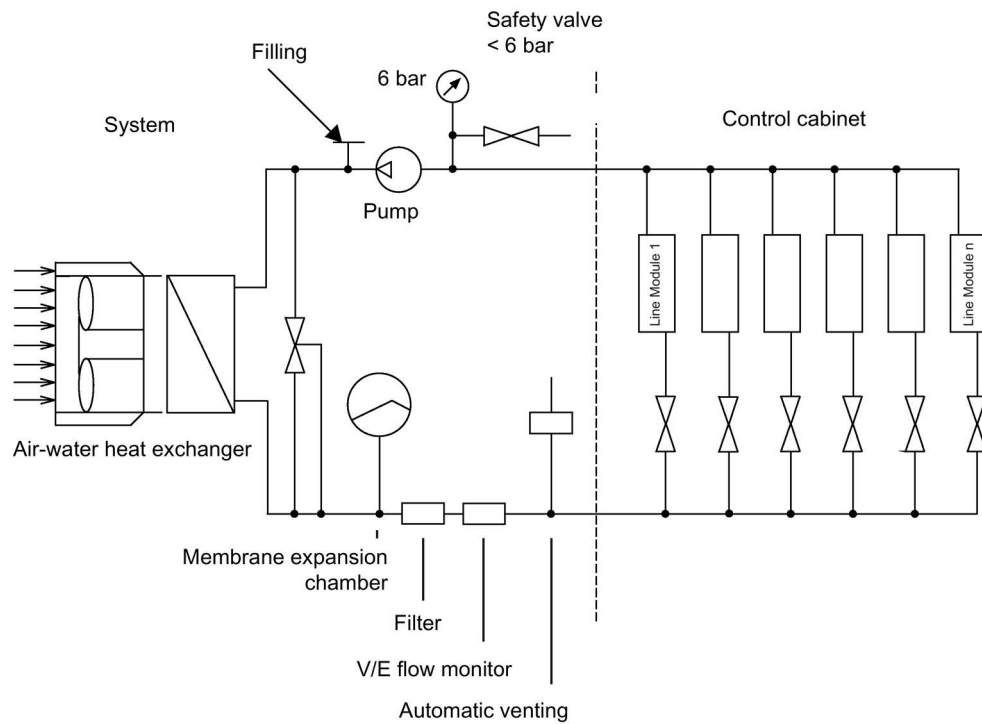 Safety valve
< 6 bar
Filling
6 bar
System
Control cabinet
Pump
Line Module 1
Line Module n
Air-water heat exchanger
Membrane expansion
chamber
Filter
V/E flow monitor
Automatic venting